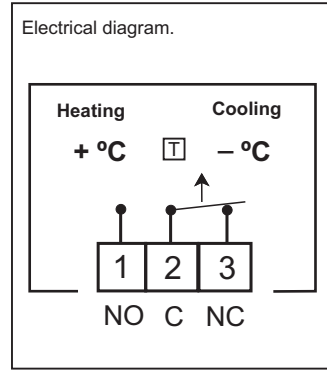 Electrical diagram.
Heating Cooling
+ ºC T – ºC
1 2 3
NO C NC